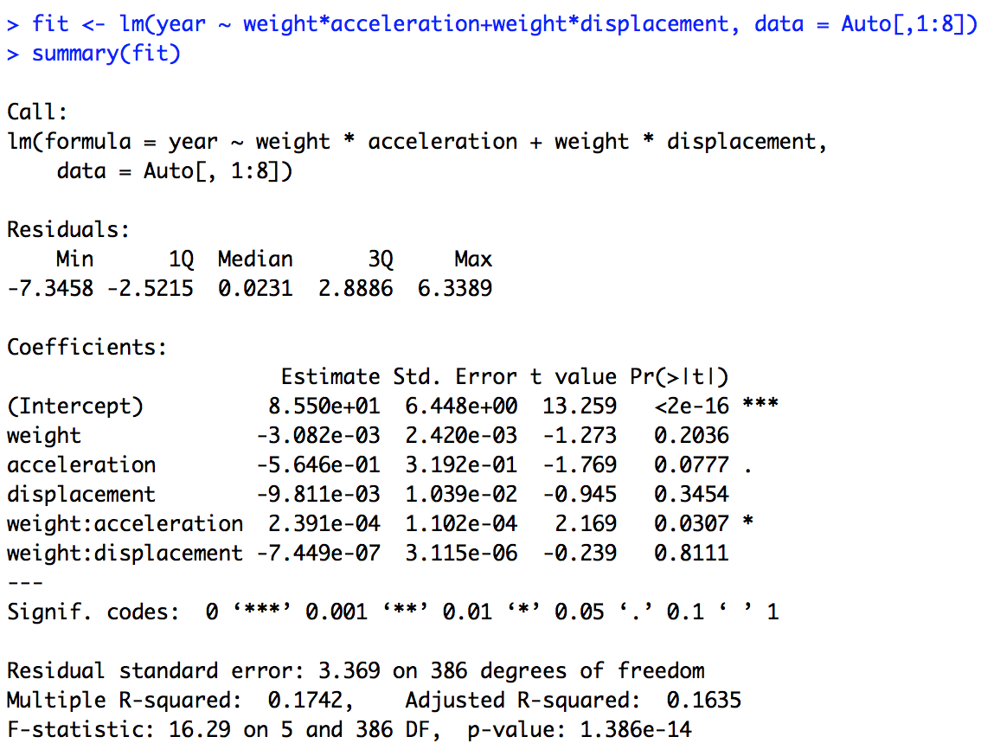 > fit <- lm(year ~ weight*acceleration+weight*displacement, data = Auto[,1:8])
> summary(fit)
Call:
lm(formula = year ~ weight * acceleration + weight * displacement,
    data = Auto[, 1:8])
Residuals:
    Min      1Q  Median      3Q     Max
-7.3458 -2.5215  0.0231  2.8886  6.3389
Coefficients:
                      Estimate Std. Error t value Pr(>|t|)
(Intercept)          8.550e+01  6.448e+00  13.259   <2e-16 ***
weight              -3.082e-03  2.420e-03  -1.273   0.2036
acceleration        -5.646e-01  3.192e-01  -1.769   0.0777 .
displacement        -9.811e-03  1.039e-02  -0.945   0.3454
weight:acceleration  2.391e-04  1.102e-04   2.169   0.0307 *
weight:displacement -7.449e-07  3.115e-06  -0.239   0.8111
---
Signif. codes:  0 ‘***’ 0.001 ‘**’ 0.01 ‘*’ 0.05 ‘.’ 0.1 ‘ ’ 1
Residual standard error: 3.369 on 386 degrees of freedom
Multiple R-squared:  0.1742,    Adjusted R-squared:  0.1635
F-statistic: 16.29 on 5 and 386 DF,  p-value: 1.386e-14